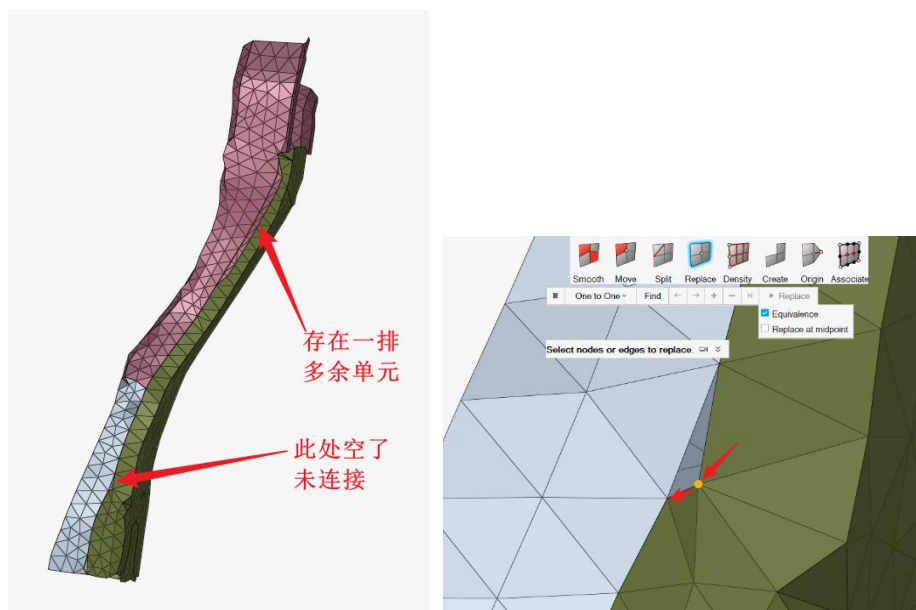 存在一排
多余单元
此处空了
未连接
Smooth Move Split Replace Density Create Origin Associate
One to One Find Replace
Equivalence
Replace at midpoint
Select nodes or edges to replace.